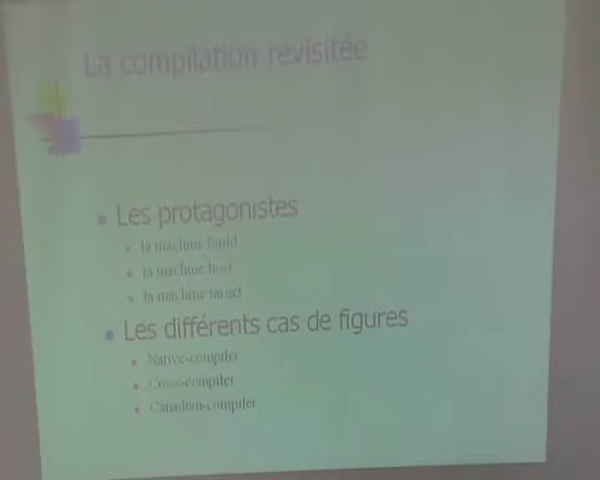 La compilation revisitée
Les protagonistes
la machine build
la machine host
la machine target
Les différents cas de figures
Native-compiler
Cross-compiler
Canadian-compiler